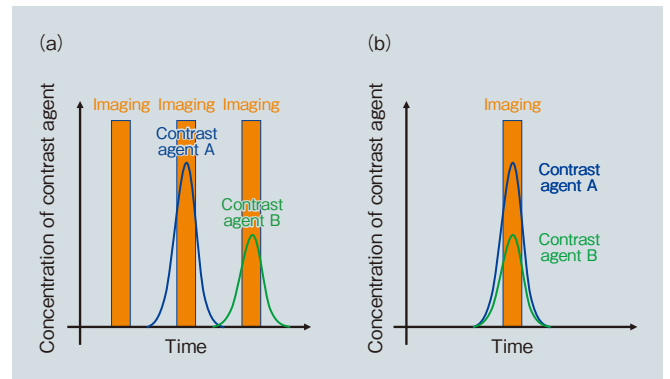 (a)
Concentration of contrast agent
Imaging Imaging Imaging
Contrast
agent A
Contrast
agent B
Time
(b)
Concentration of contrast agent
Imaging
Contrast
agent A
Contrast
agent B
Time